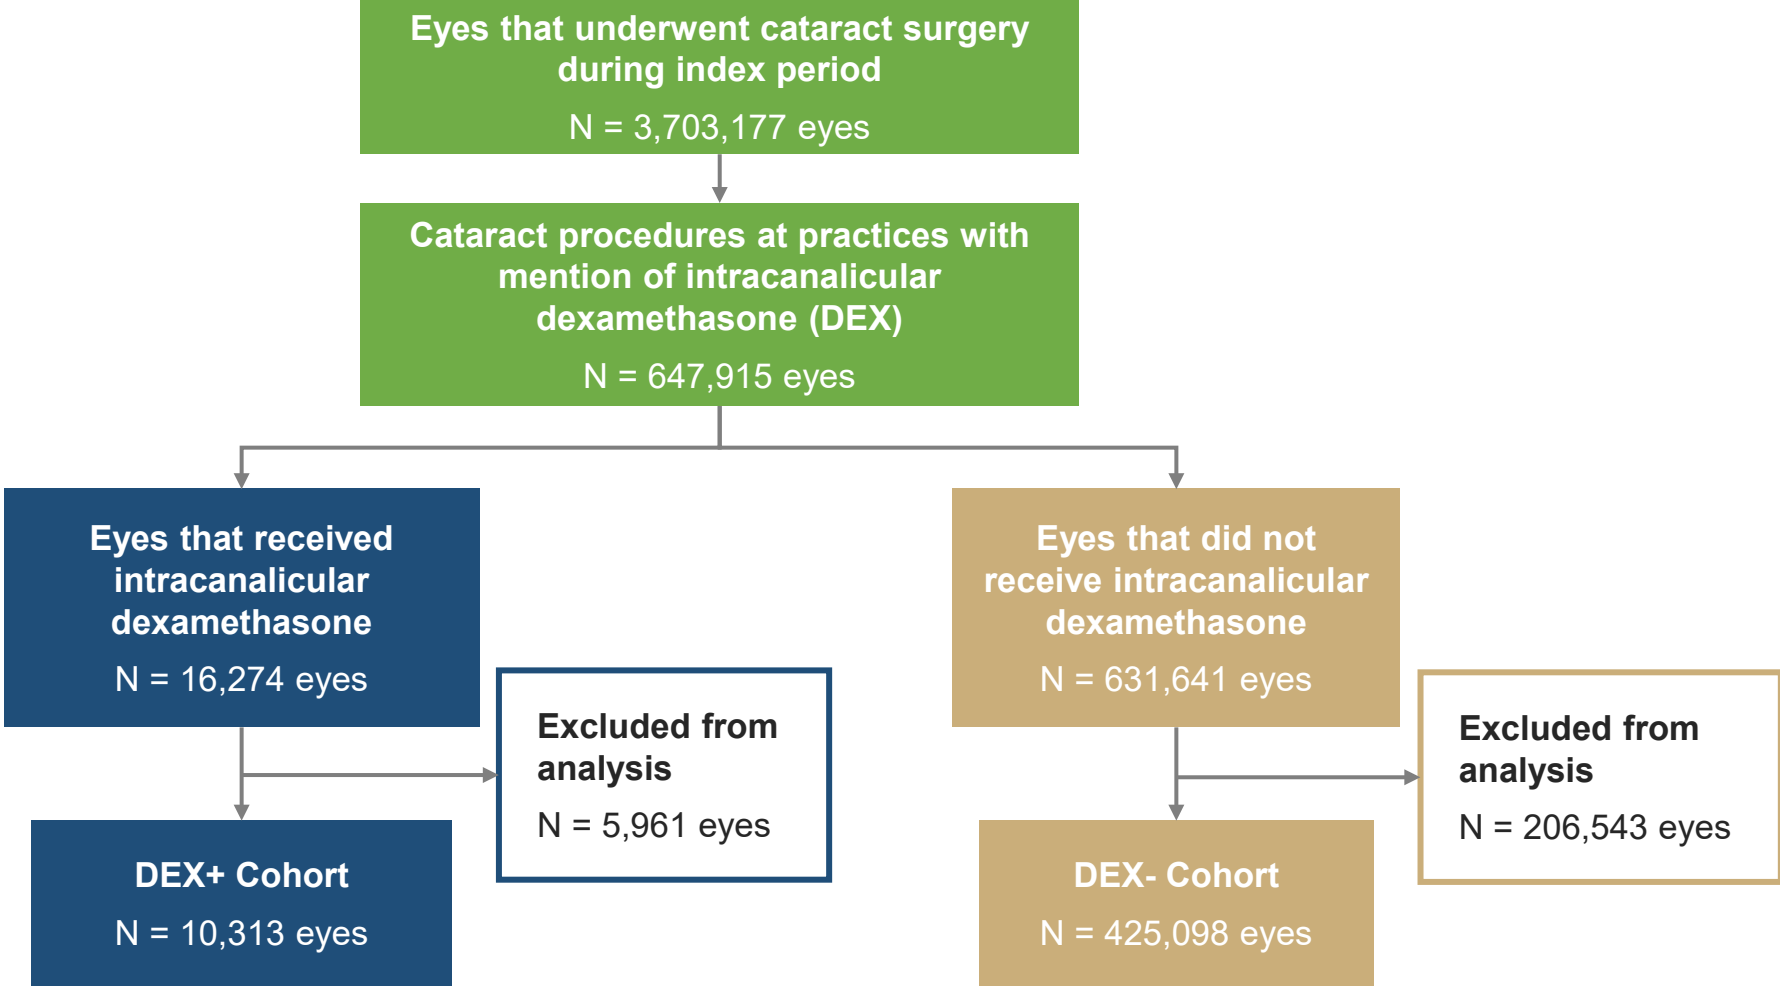 Eyes that underwent cataract surgery
during index period
N = 3,703,177 eyes
Cataract procedures at practices with
mention of intracanalicular
dexamethasone (DEX)
N = 647,915 eyes
Eyes that received
intracanalicular
dexamethasone
N = 16,274 eyes
Eyes that did not
receive intracanalicular
dexamethasone
N = 631,641 eyes
Excluded from
analysis
N = 5,961 eyes
Excluded from
analysis
N = 206,543 eyes
DEX+ Cohort
N = 10,313 eyes
DEX- Cohort
N = 425,098 eyes